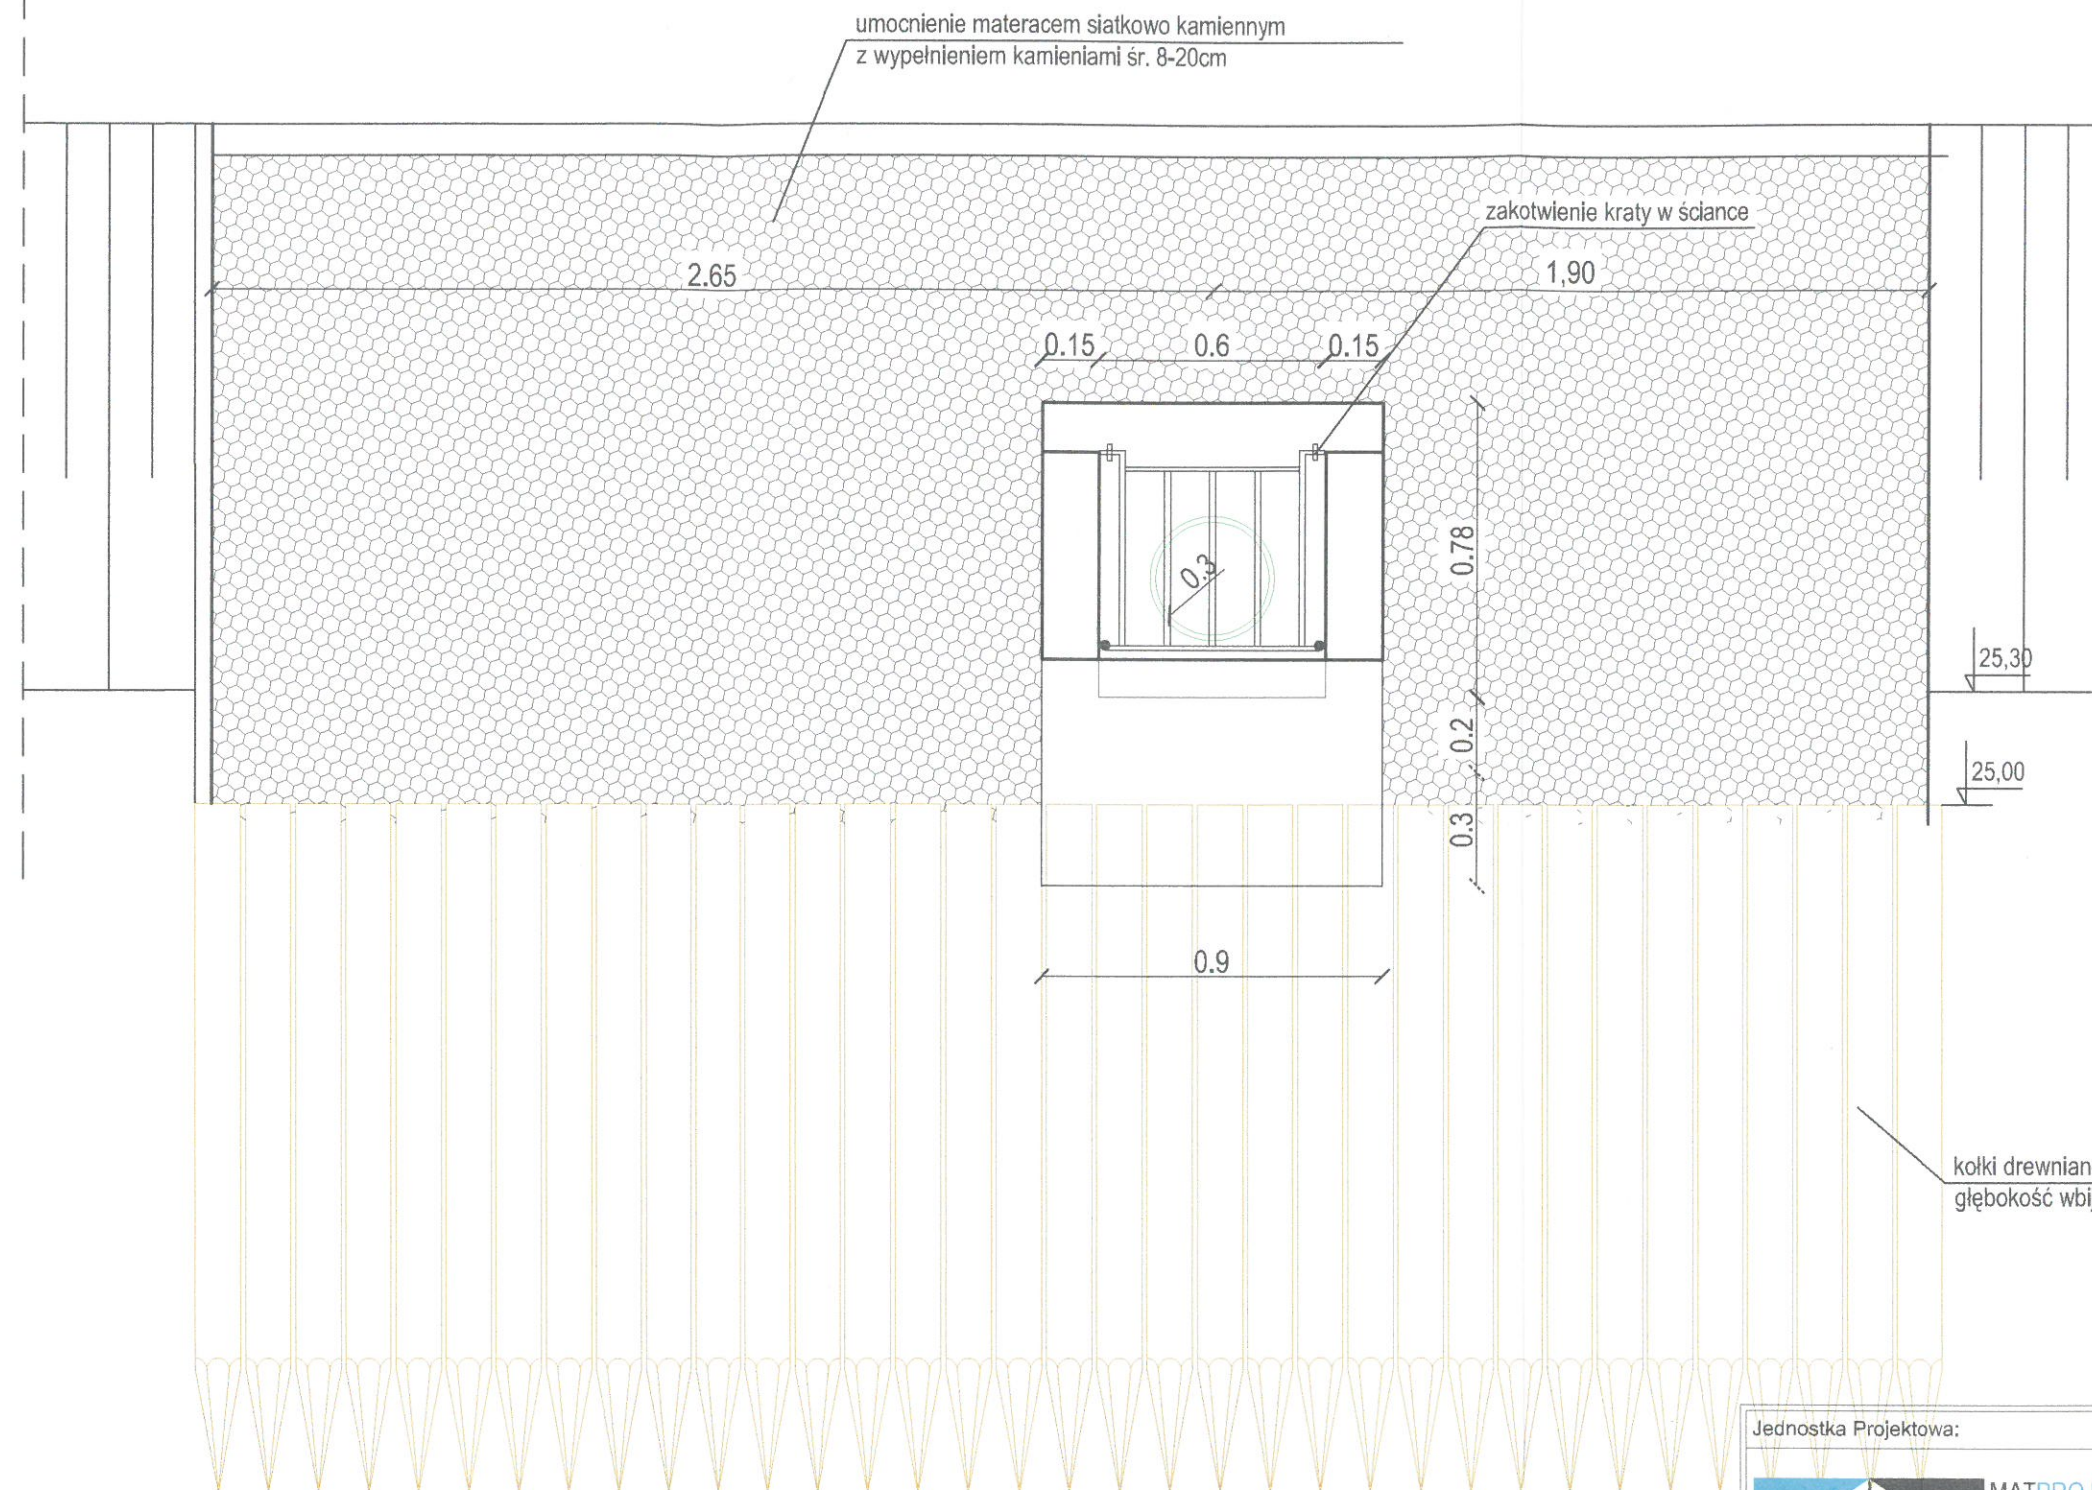 umocnienie materacem siatkowo kamiennym
z wypełnieniem kamieniami śr. 8-20cm
zakotwienie kraty w ściance
2.65
1,90
0.15
0.6
0.15
0.78
0.3
25,30
0.2
25,00
0.3
0.9
kołki drewnian
głębokość wbi
Jednostka Projektowa:
MATPRO